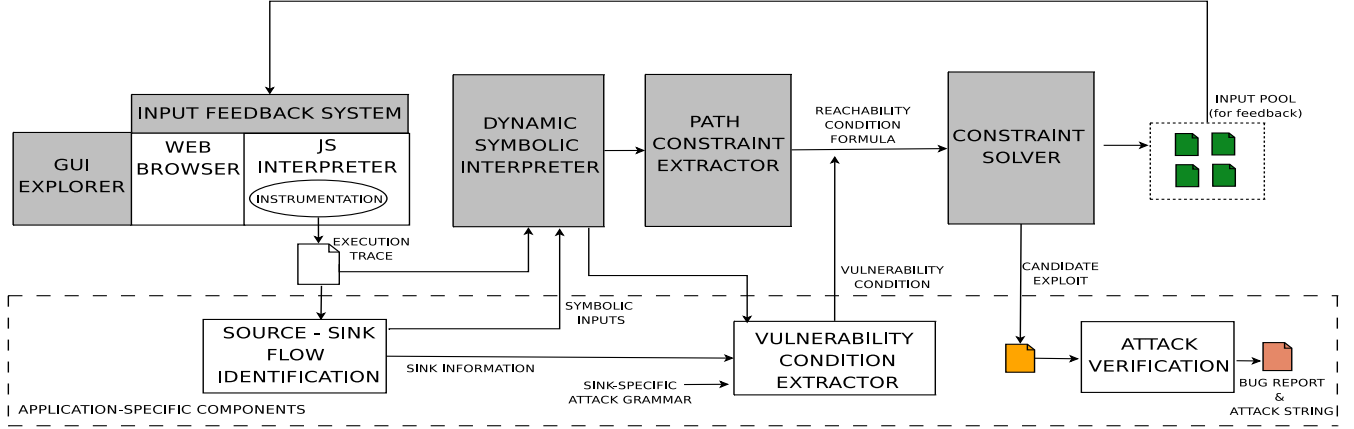 INPUT FEEDBACK SYSTEM
GUI
EXPLORER
WEB
BROWSER
JS
INTERPRETER
INSTRUMENTATION
EXECUTION
TRACE
DYNAMIC
SYMBOLIC
INTERPRETER
PATH
CONSTRAINT
EXTRACTOR
REACHABILITY
CONDITION
FORMULA
CONSTRAINT
SOLVER
INPUT POOL
(for feedback)
SYMBOLIC
INPUTS
VULNERABILITY
CONDITION
CANDIDATE
EXPLOIT
SOURCE - SINK
FLOW
IDENTIFICATION
SINK INFORMATION
SINK-SPECIFIC
ATTACK GRAMMAR
VULNERABILITY
CONDITION
EXTRACTOR
ATTACK
VERIFICATION
BUG REPORT
&
ATTACK STRING
APPLICATION-SPECIFIC COMPONENTS